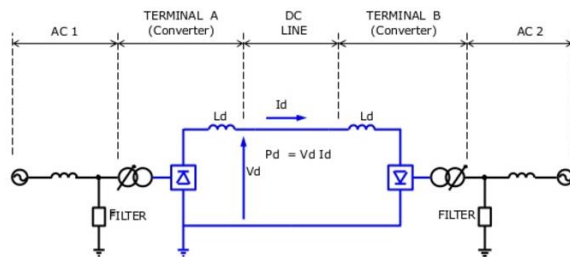 AC 1
TERMINAL A
(Converter)
DC
LINE
TERMINAL B
(Converter)
AC 2
Ld
Id
Ld
Pd = Vd Id
Vd
FILTER
FILTER